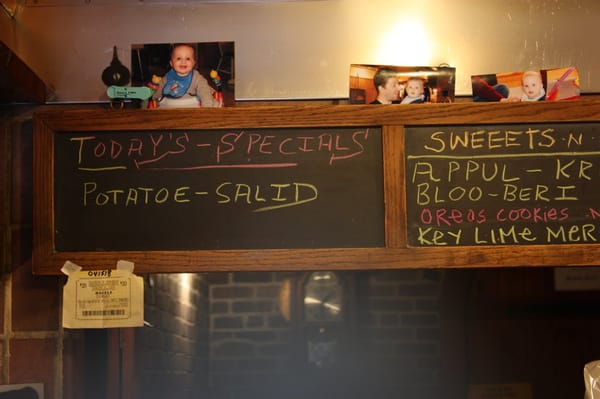 TODAY'S - SPECIALS
POTATOE - SALID
SWEEETS N
APPUL - KR
BLOO-BERI
OREOS COOKIES
KEY LIME MER